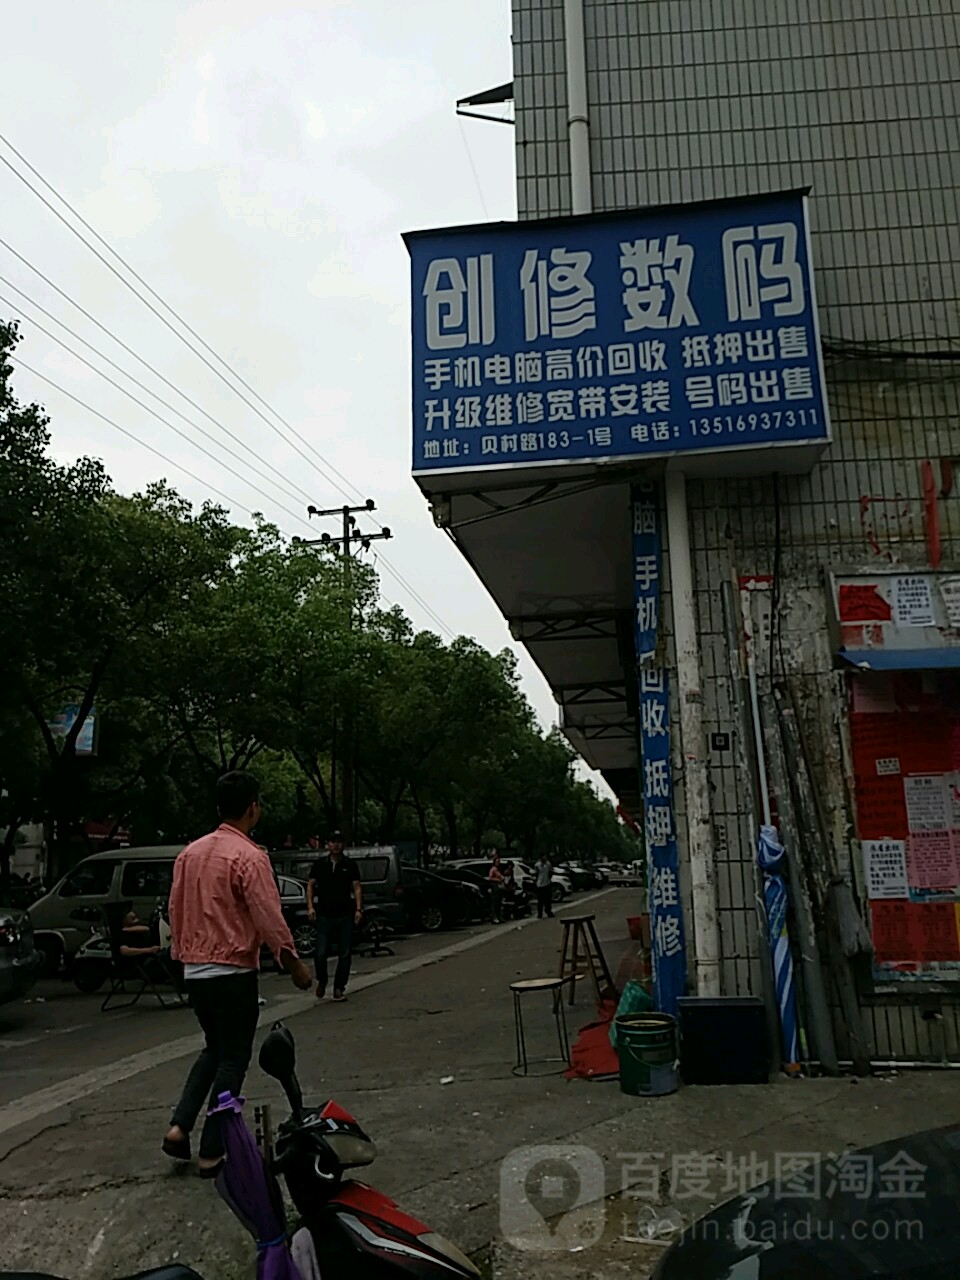 创修数码
手机电脑高价回收 抵押出售
升级维修宽带安装 号码出售
地址：贝村路183-1号 电话：13516937311
脑 手机 回收 抵押 维修
百度地图淘金
taojin.baidu.com